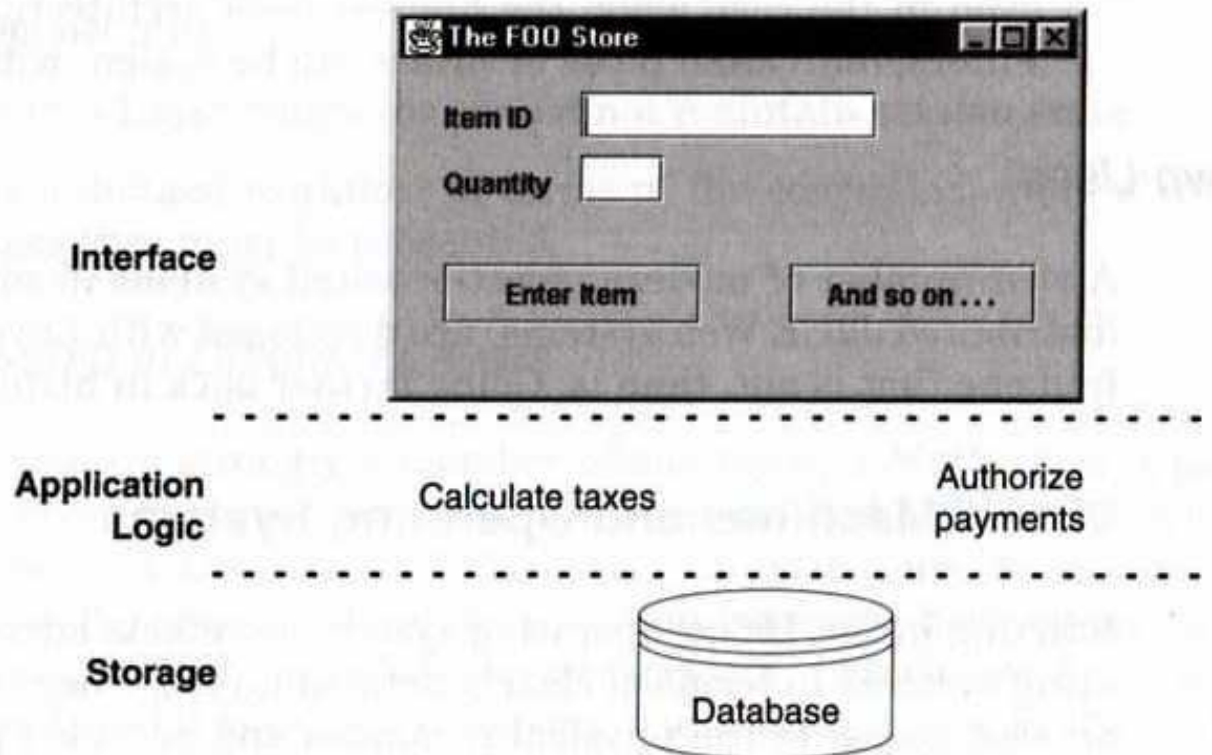 The FOO Store
Item ID
Quantity
Interface
Enter Item
And so on . . .
Application
Logic
Calculate taxes
Authorize
payments
Storage
Database